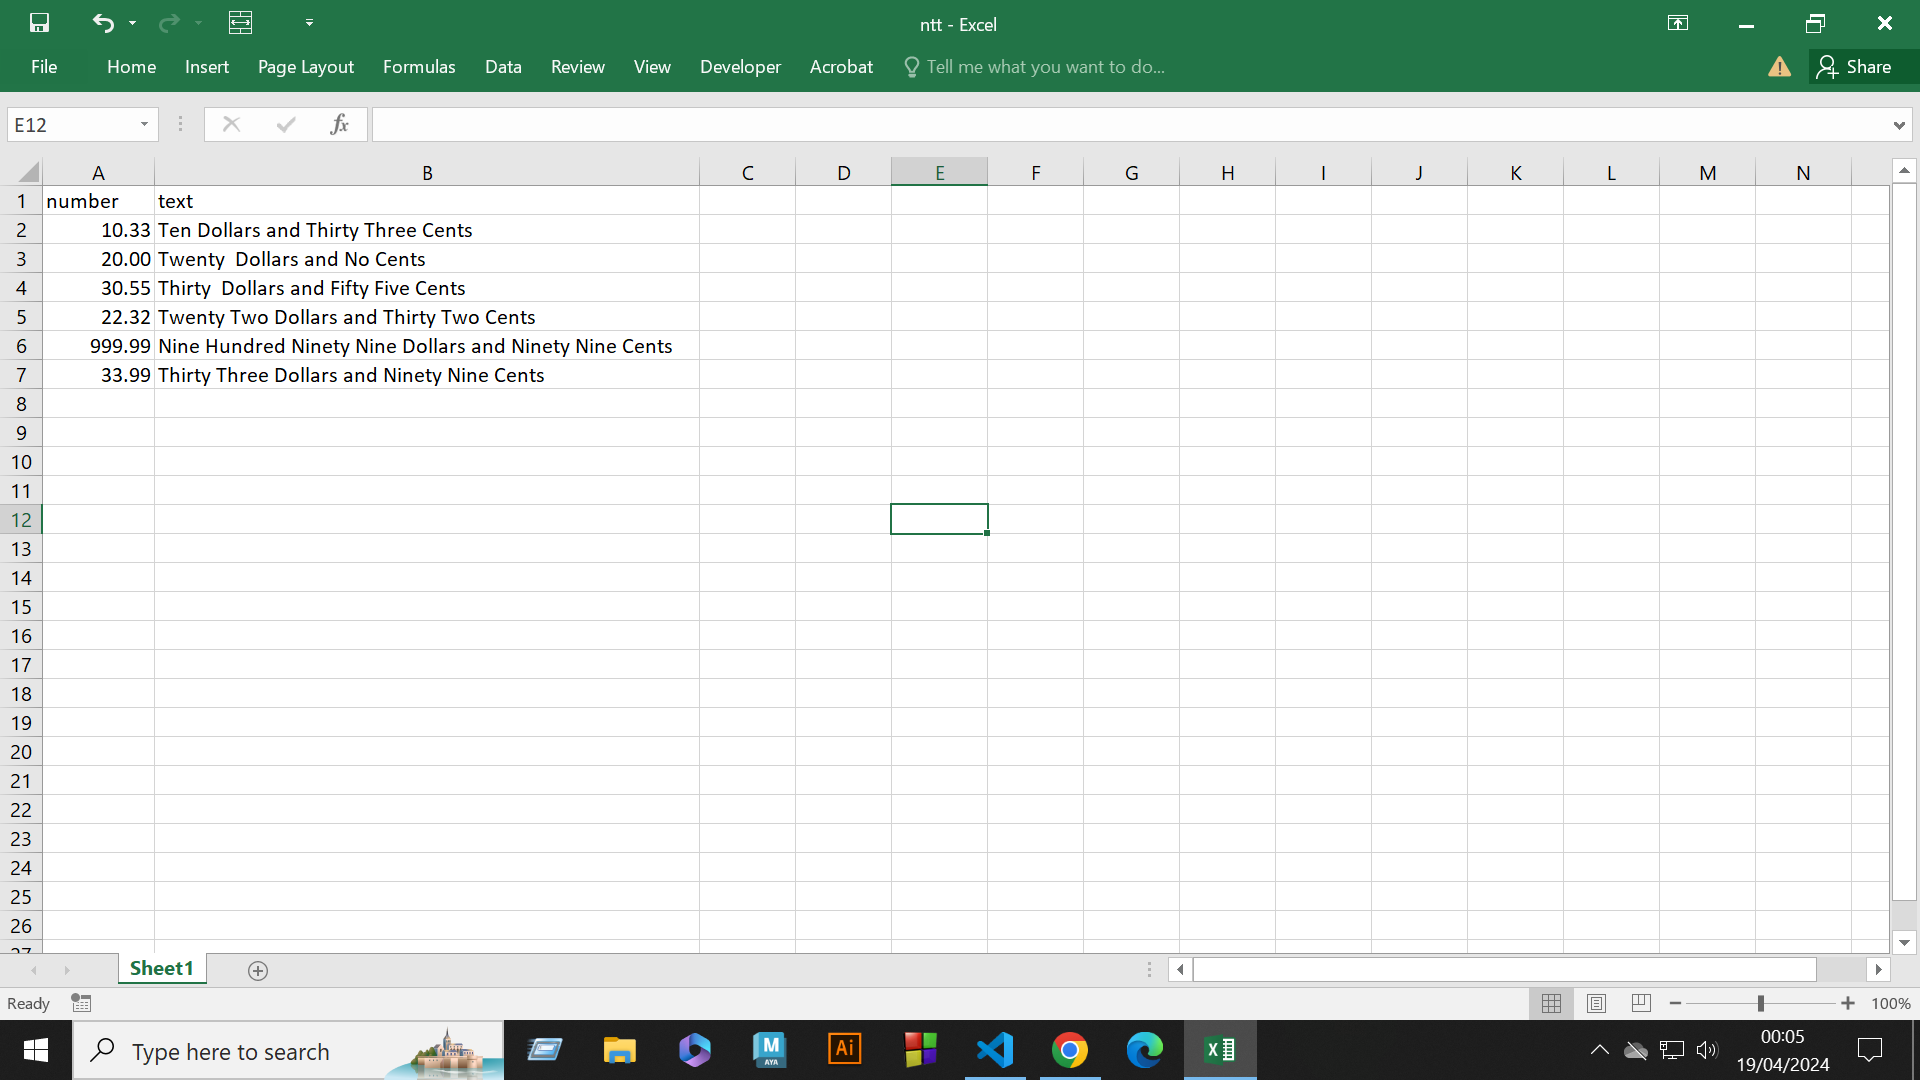 ntt - Excel
File Home Insert Page Layout Formulas Data Review View Developer Acrobat Tell me what you want to do... Share
E12 fx
A B C D E F G H I J K L M N
1 number text
2 10.33 Ten Dollars and Thirty Three Cents
3 20.00 Twenty  Dollars and No Cents
4 30.55 Thirty  Dollars and Fifty Five Cents
5 22.32 Twenty Two Dollars and Thirty Two Cents
6 999.99 Nine Hundred Ninety Nine Dollars and Ninety Nine Cents
7 33.99 Thirty Three Dollars and Ninety Nine Cents
8
9
10
11
12
13
14
15
16
17
18
19
20
21
22
23
24
25
26
27
Sheet1
Ready 100%
Type here to search M AYA Ai X 00:05
19/04/2024